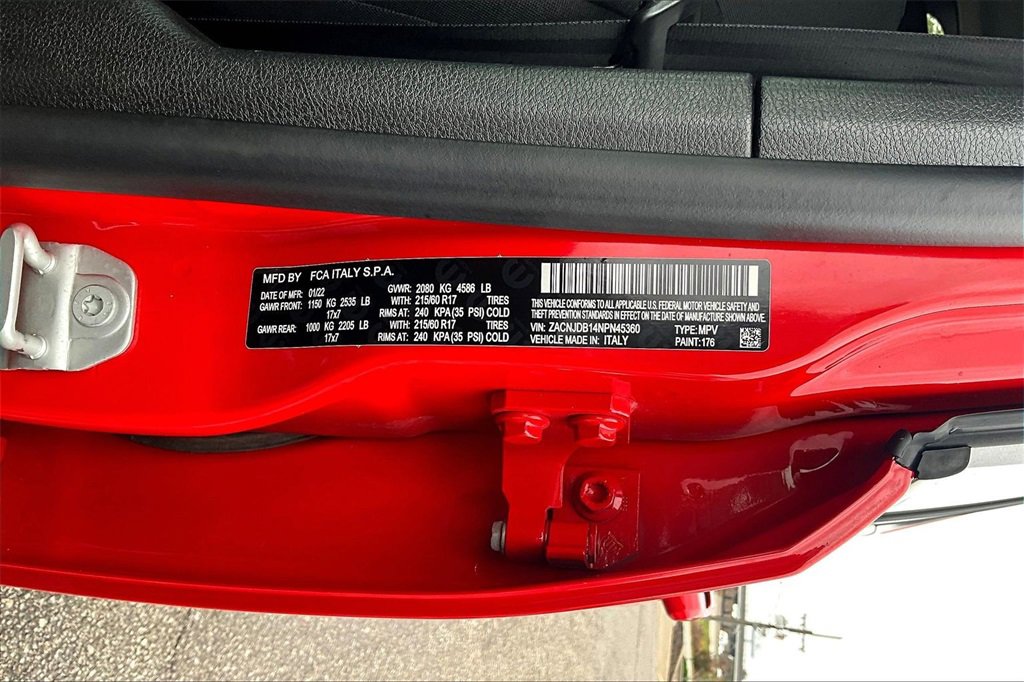 MFD BY FCA ITALY S.P.A.
DATE OF MFR 01/22 GVWR: 2080 KG 4586 LB
GAWR FRONT: 1150 KG 2535 LB WITH: 215/60 R17 TIRES
17x7 RIMS AT: 240 KPA (35 PSI) COLD
GAWR REAR: 1000 KG 2205 LB WITH: 215/60 R17 TIRES
17x7 RIMS AT: 240 KPA (35 PSI) COLD
THIS VEHICLE CONFORMS TO ALL APPLICABLE U.S. FEDERAL MOTOR VEHICLE SAFETY
AND THEFT PREVENTION STANDARDS IN EFFECT ON THE DATE OF MANUFACTURE SHOWN ABOVE.
VIN: ZACNJDB14NPN45360 TYPE: MPV
VEHICLE MADE IN: ITALY PAINT: 176